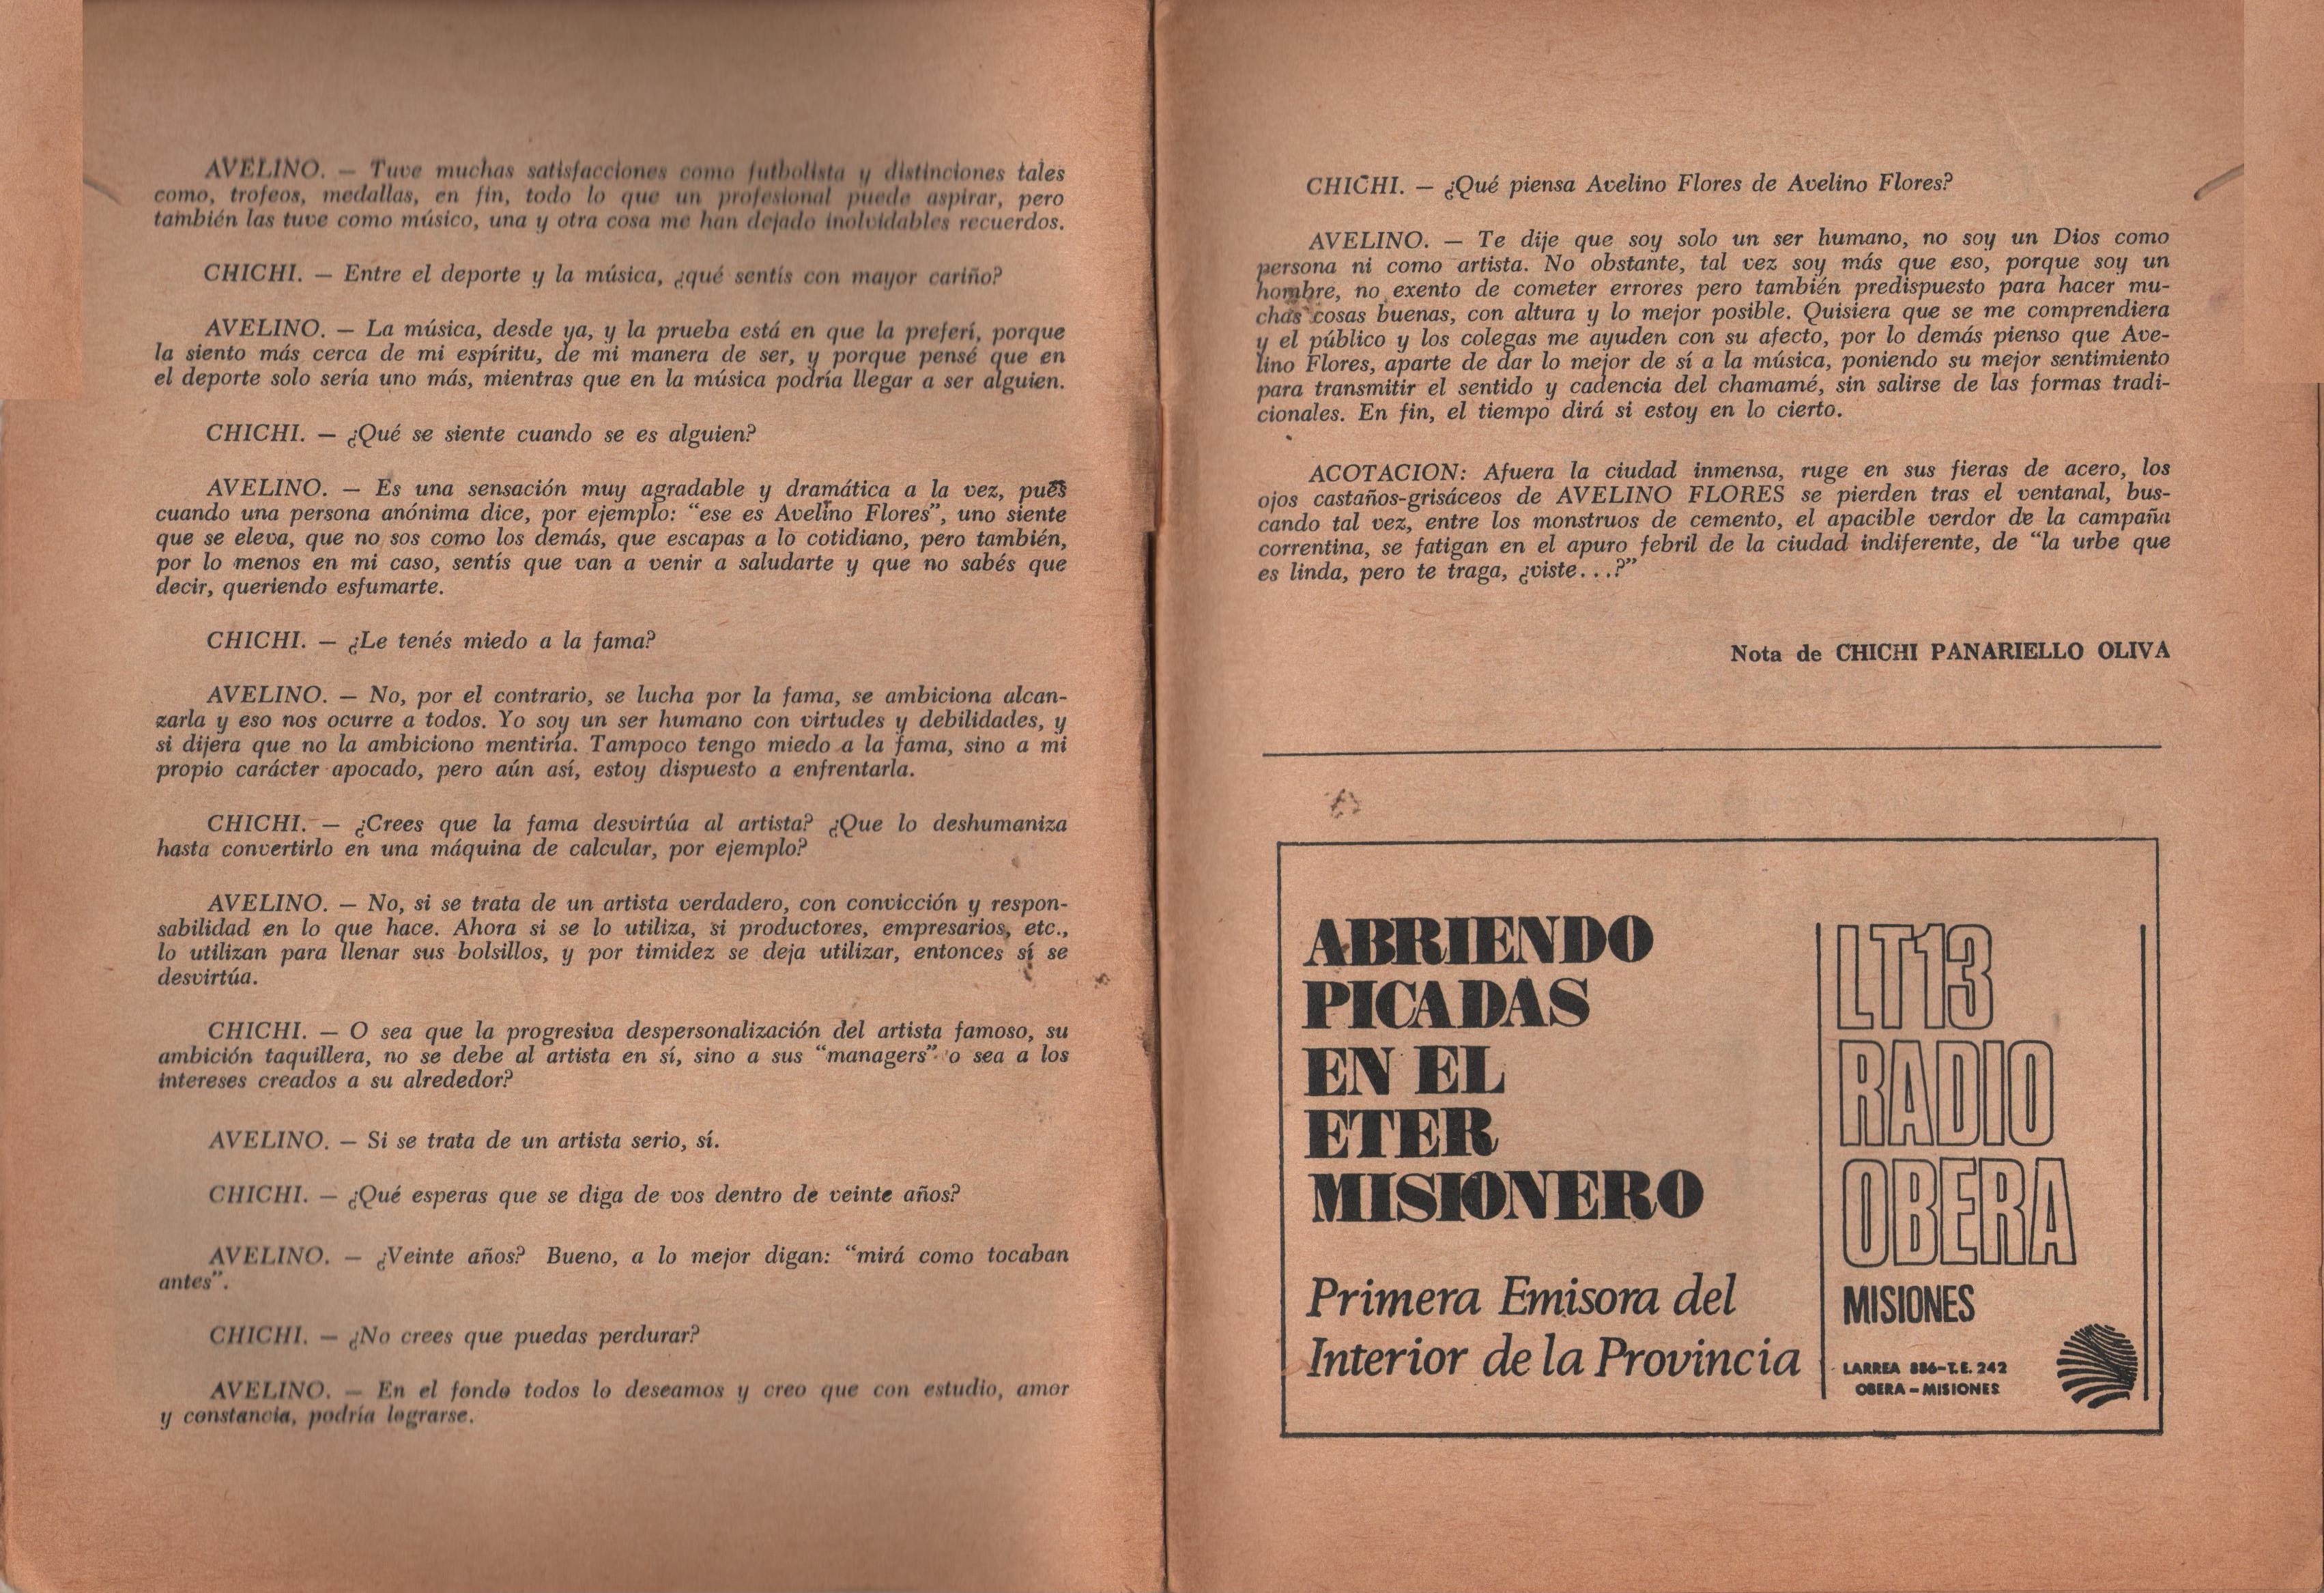 AVELINO. — Tuve muchas satisfacciones como futbolista y distinciones tales
como, trofeos, medallas, en fin, todo lo que un profesional puede aspirar, pero
también las tuve como músico, una y otra cosa me han dejado inolvidables recuerdos.
CHICHI. — Entre el deporte y la música, ¿qué sentís con mayor cariño?
AVELINO. — La música, desde ya, y la prueba está en que la preferí, porque
la siento más cerca de mi espíritu, de mi manera de ser, y porque pensé que en
el deporte solo sería uno más, mientras que en la música podría llegar a ser alguien.
CHICHI. — ¿Qué se siente cuando se es alguien?
AVELINO. — Es una sensación muy agradable y dramática a la vez, pues
cuando una persona anónima dice, por ejemplo: “ese es Avelino Flores”, uno siente
que se eleva, que no sos como los demás, que escapas a lo cotidiano, pero también,
por lo menos en mi caso, sentís que van a venir a saludarte y que no sabés que
decir, queriendo esfumarte.
CHICHI. — ¿Le tenés miedo a la fama?
AVELINO. — No, por el contrario, se lucha por la fama, se ambiciona alcan-
zarla y eso nos ocurre a todos. Yo soy un ser humano con virtudes y debilidades, y
si dijera que no la ambiciono mentiría. Tampoco tengo miedo a la fama, sino a mi
propio carácter apocado, pero aún así, estoy dispuesto a enfrentarla.
CHICHI. — ¿Crees que la fama desvirtúa al artista? ¿Que lo deshumaniza
hasta convertirlo en una máquina de calcular, por ejemplo?
AVELINO. — No, si se trata de un artista verdadero, con convicción y respon-
sabilidad en lo que hace. Ahora si se lo utiliza, si productores, empresarios, etc.,
lo utilizan para llenar sus bolsillos, y por timidez se deja utilizar, entonces sí se
desvirtúa.
CHICHI. — O sea que la progresiva despersonalización del artista famoso, su
ambición taquillera, no se debe al artista en sí, sino a sus “managers” o sea a los
intereses creados a su alrededor?
AVELINO. — Si se trata de un artista serio, sí.
CHICHI. — ¿Qué esperas que se diga de vos dentro de veinte años?
AVELINO. — ¿Veinte años? Bueno, a lo mejor digan: “mirá como tocaban
antes”.
CHICHI. — ¿No crees que puedas perdurar?
AVELINO. — En el fondo todos lo deseamos y creo que con estudio, amor
y constancia, podría lograrse.
CHICHI. — ¿Qué piensa Avelino Flores de Avelino Flores?
AVELINO. — Te dije que soy solo un ser humano, no soy un Dios como
persona ni como artista. No obstante, tal vez soy más que eso, porque soy un
hombre, no exento de cometer errores pero también predispuesto para hacer mu-
chas cosas buenas, con altura y lo mejor posible. Quisiera que se me comprendiera
y el público y los colegas me ayuden con su afecto, por lo demás pienso que Ave-
lino Flores, aparte de dar lo mejor de sí a la música, poniendo su mejor sentimiento
para transmitir el sentido y cadencia del chamamé, sin salirse de las formas tradi-
cionales. En fin, el tiempo dirá si estoy en lo cierto.
ACOTACION: Afuera la ciudad inmensa, ruge en sus fieras de acero, los
ojos castaños-grisáceos de AVELINO FLORES se pierden tras el ventanal, bus-
cando tal vez, entre los monstruos de cemento, el apacible verdor de la campaña
correntina, se fatigan en el apuro febril de la ciudad indiferente, de “la urbe que
es linda, pero te traga, ¿viste...?”
Nota de CHICHI PANARIELLO OLIVA
ABRIENDO
PICADAS
EN EL
ETER
MISIONERO
Primera Emisora del
Interior de la Provincia
LT13
RADIO
OBERA
MISIONES
LARREA 886-T.E. 242
OBERA - MISIONES